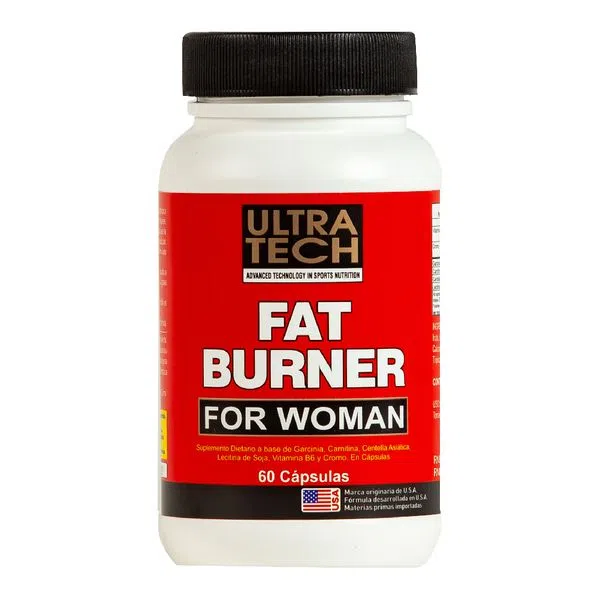 ULTRA
TECH
ADVANCED TECHNOLOGY IN SPORTS NUTRITION
FAT
BURNER
FOR WOMAN
Suplemento Dietario a base de Garcinia, Carnitina, Centella Asiática,
Lecitina de Soja, Vitamina B6 y Cromo. En Cápsulas
60 Cápsulas
USA
Marca originaria de U.S.A.
Fórmula desarrollada en U.S.A.
Materias primas importadas